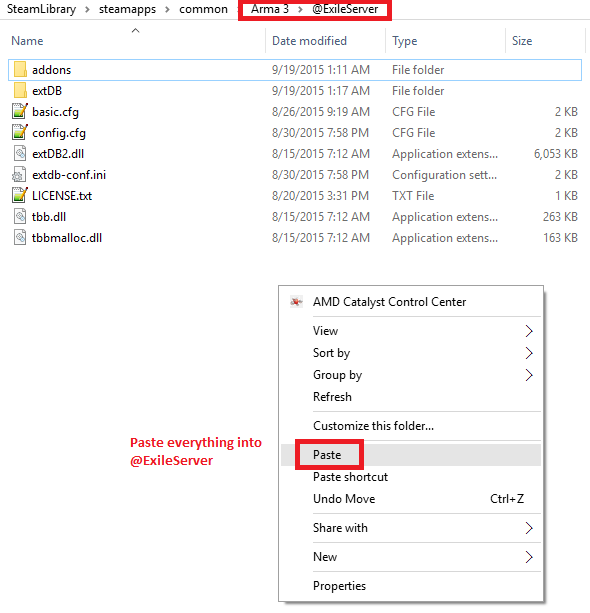 SteamLibrary > steamapps > common > Arma 3 > @ExileServer
Name Date modified Type Size
addons 9/19/2015 1:11 AM File folder
extDB 9/19/2015 1:17 AM File folder
basic.cfg 8/26/2015 9:19 AM CFG File 2 KB
config.cfg 8/30/2015 7:58 PM CFG File 2 KB
extDB2.dll 8/15/2015 7:12 AM Application extens... 6,053 KB
extdb-conf.ini 8/30/2015 7:58 PM Configuration sett... 2 KB
LICENSE.txt 8/20/2015 3:31 PM TXT File 1 KB
tbb.dll 8/15/2015 7:12 AM Application extens... 263 KB
tbbmalloc.dll 8/15/2015 7:12 AM Application extens... 163 KB
AMD Catalyst Control Center
View
Sort by
Group by
Refresh
Customize this folder...
Paste everything into
@ExileServer
Paste
Paste shortcut
Undo Move Ctrl+Z
Share with
New
Properties